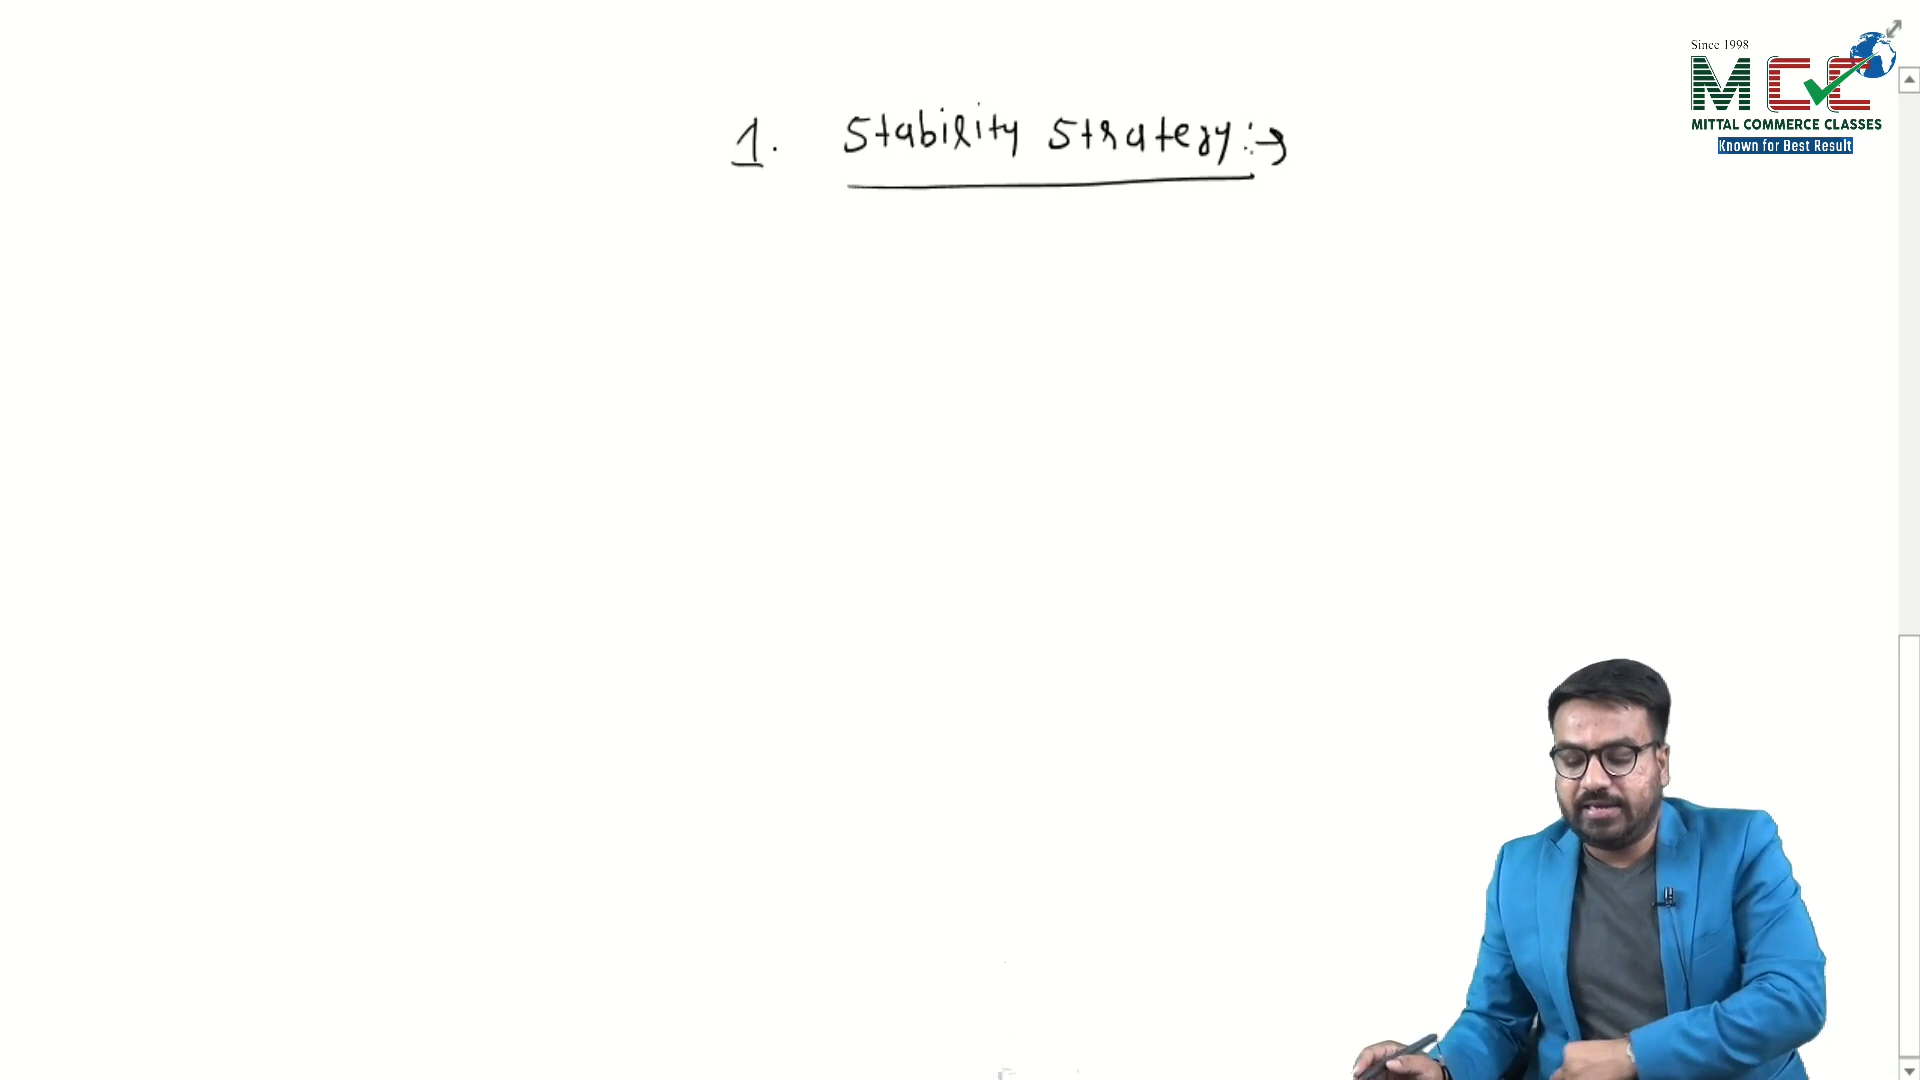 Since 1998
MCC
MITTAL COMMERCE CLASSES
Known for Best Result
1. Stability Strategy :→